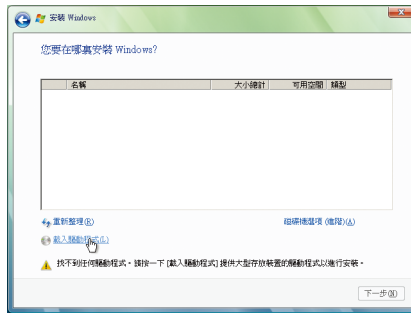 安裝 Windows
您要在哪裏安裝 Windows?
名稱 大小總計 可用空間 類型
重新整理(R) 磁碟機選項 (進階)(A)
載入驅動程式(L)
找不到任何驅動程式。請按一下 [載入驅動程式] 提供大型存放裝置的驅動程式以進行安裝。
下一步(N)